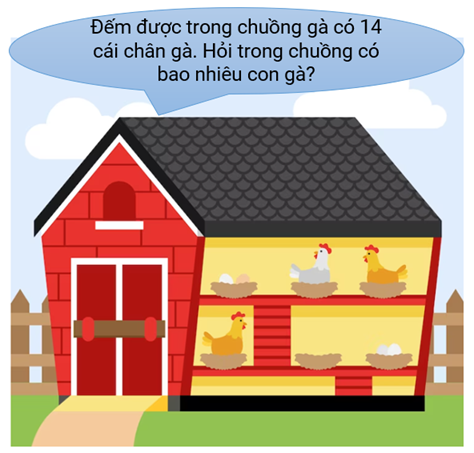 Đếm được trong chuồng gà có 14
cái chân gà. Hỏi trong chuồng có
bao nhiêu con gà?